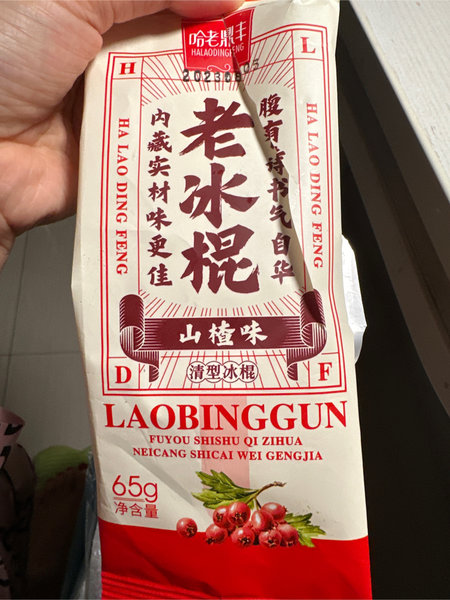 哈老鼎丰
HALAODINGFENG
H
L
内藏实材味更佳
老冰棍
腹有诗书气自华
HA LAO DING FENG
HA LAO DING FENG
山楂味
D
清型冰棍
F
LAOBINGGUN
FUYOU SHISHU QI ZIHUA
NEICANG SHICAI WEI GENGJIA
65g
净含量